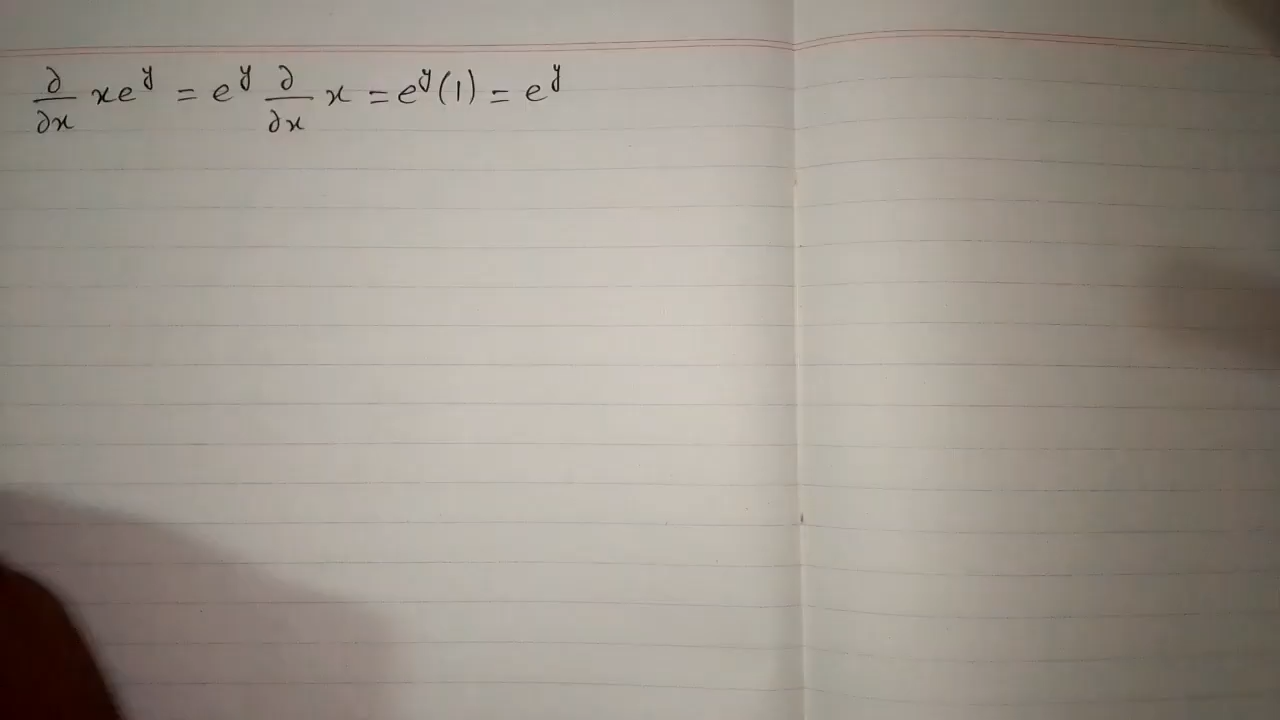 ∂/∂x xe^y = e^y ∂/∂x x = e^y(1) = e^y